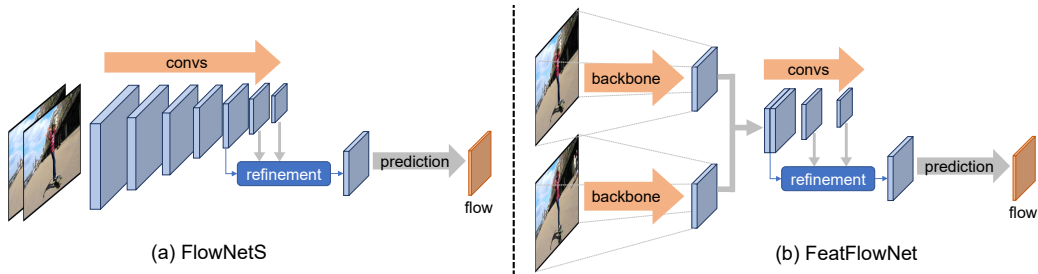 convs
refinement
prediction
flow
(a) FlowNetS
backbone
backbone
convs
refinement
prediction
flow
(b) FeatFlowNet